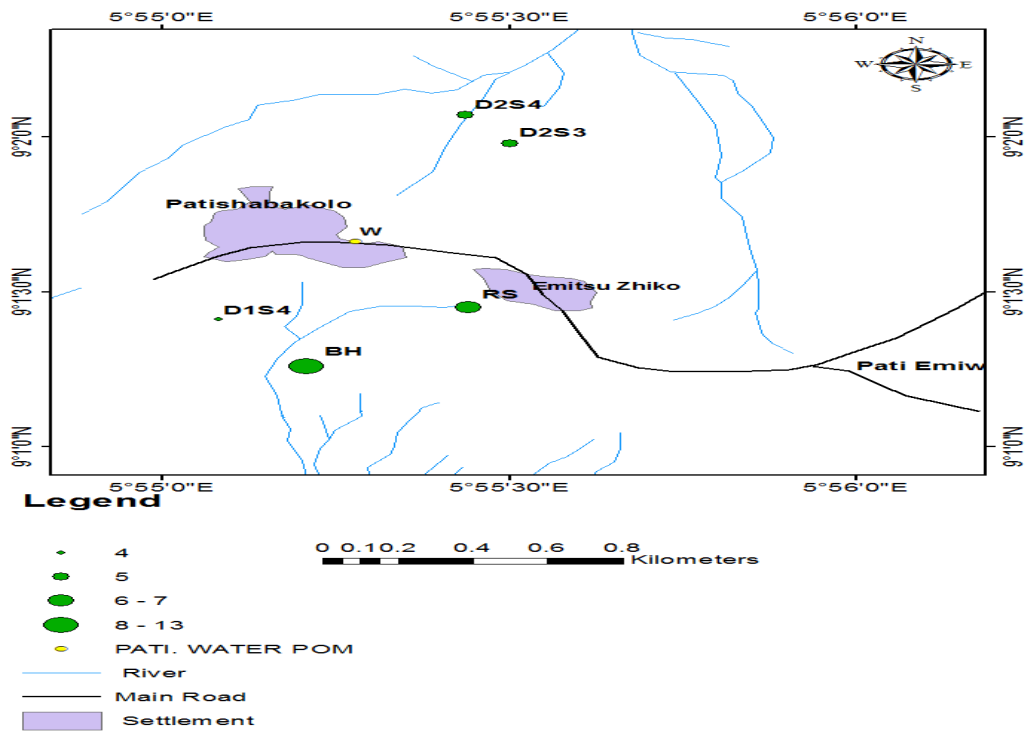 5°55'0"E 5°55'30"E 5°56'0"E
N
W E
S
D2S4
9°2'0"N 9°2'0"N
D2S3
Patishabakolo
W
9°1'30"N 9°1'30"N
Emitsu Zhiko
RS
D1S4
BH
Pati Emiw
9°1'0"N 9°1'0"N
5°55'0"E 5°55'30"E 5°56'0"E
Legend
0 0.10.2 0.4 0.6 0.8
Kilometers
4
5
6 - 7
8 - 13
PATI. WATER POM
River
Main Road
Settlement